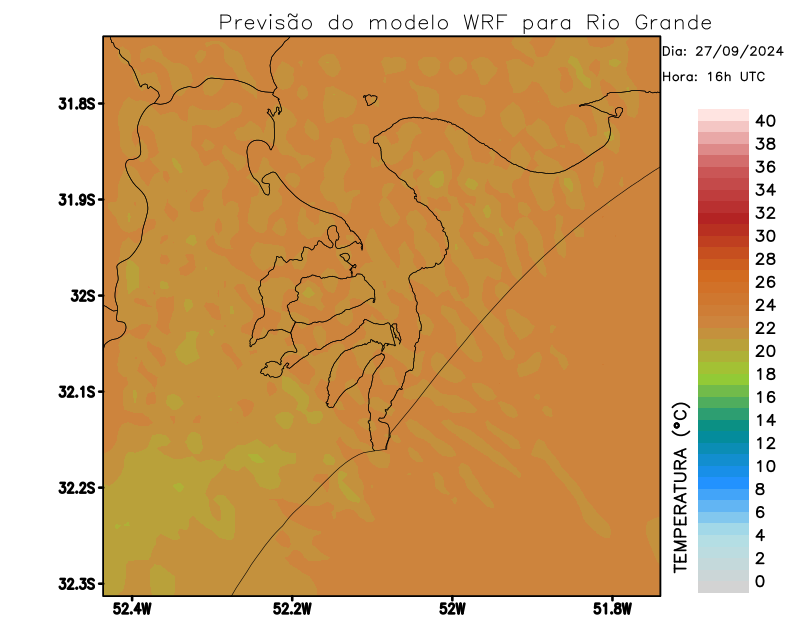 Previsão do modelo WRF para Rio Grande
Dia: 27/09/2024
Hora: 16h UTC
31.8S
31.9S
32S
32.1S
32.2S
32.3S
52.4W
52.2W
52W
51.8W
TEMPERATURA (°C)
40
38
36
34
32
30
28
26
24
22
20
18
16
14
12
10
8
6
4
2
0